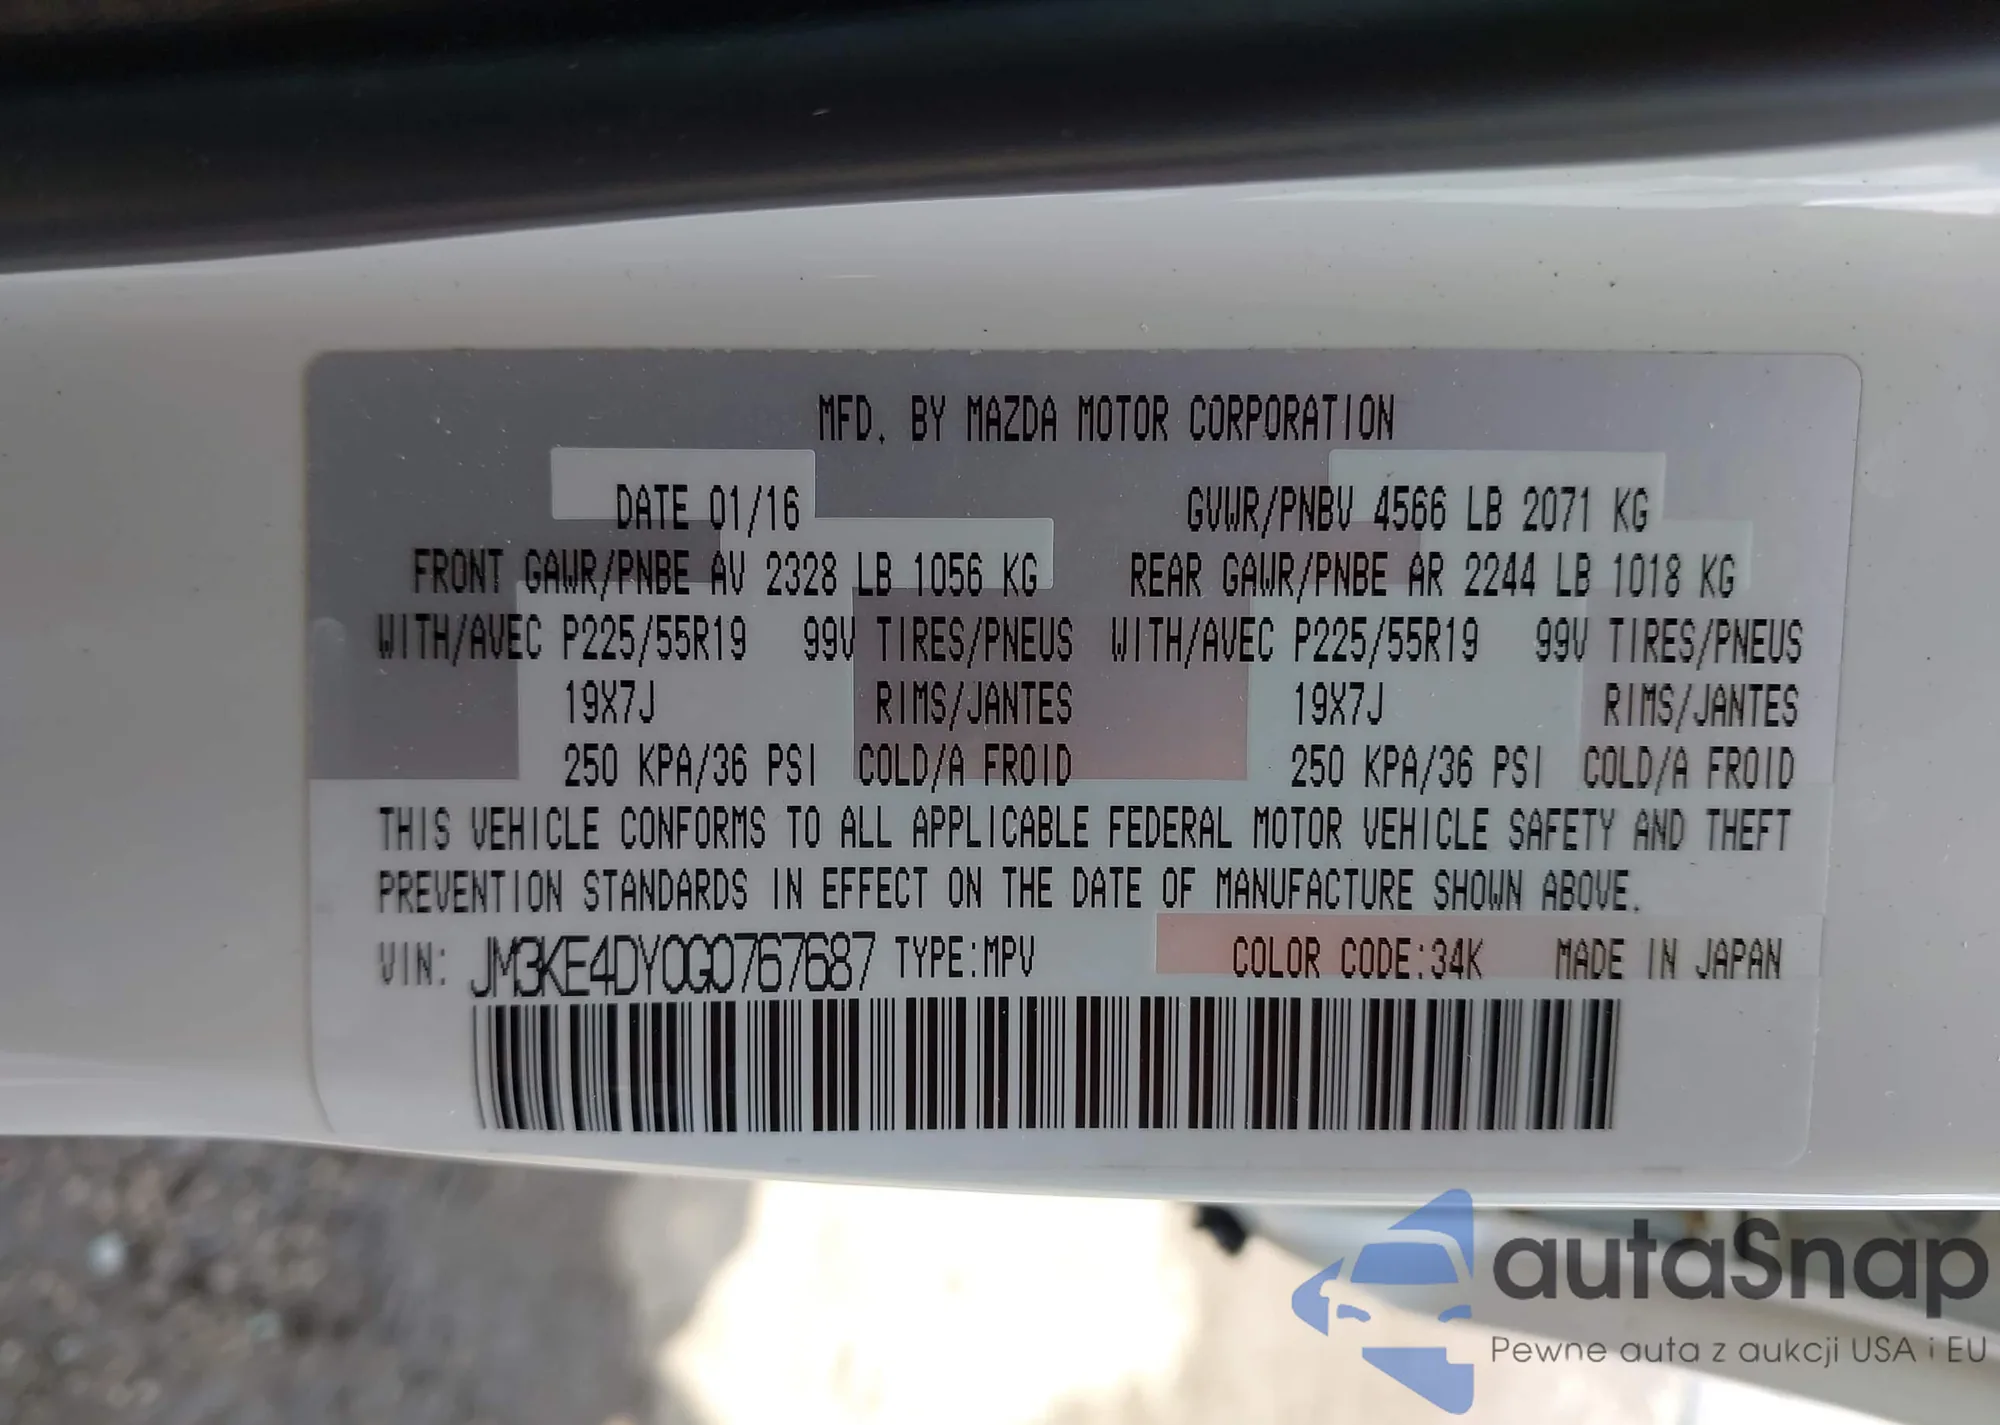 MFD. BY MAZDA MOTOR CORPORATION
DATE 01/16 GVWR/PNBV 4566 LB 2071 KG
FRONT GAWR/PNBE AV 2328 LB 1056 KG REAR GAWR/PNBE AR 2244 LB 1018 KG
WITH/AVEC P225/55R19 99V TIRES/PNEUS WITH/AVEC P225/55R19 99V TIRES/PNEUS
19X7J RIMS/JANTES 19X7J RIMS/JANTES
250 KPA/36 PSI COLD/A FROID 250 KPA/36 PSI COLD/A FROID
THIS VEHICLE CONFORMS TO ALL APPLICABLE FEDERAL MOTOR VEHICLE SAFETY AND THEFT
PREVENTION STANDARDS IN EFFECT ON THE DATE OF MANUFACTURE SHOWN ABOVE.
VIN: JM3KE4DY0G0767687 TYPE:MPV COLOR CODE:34K MADE IN JAPAN
autaSnap
Pewne auta z aukcji USA i EU